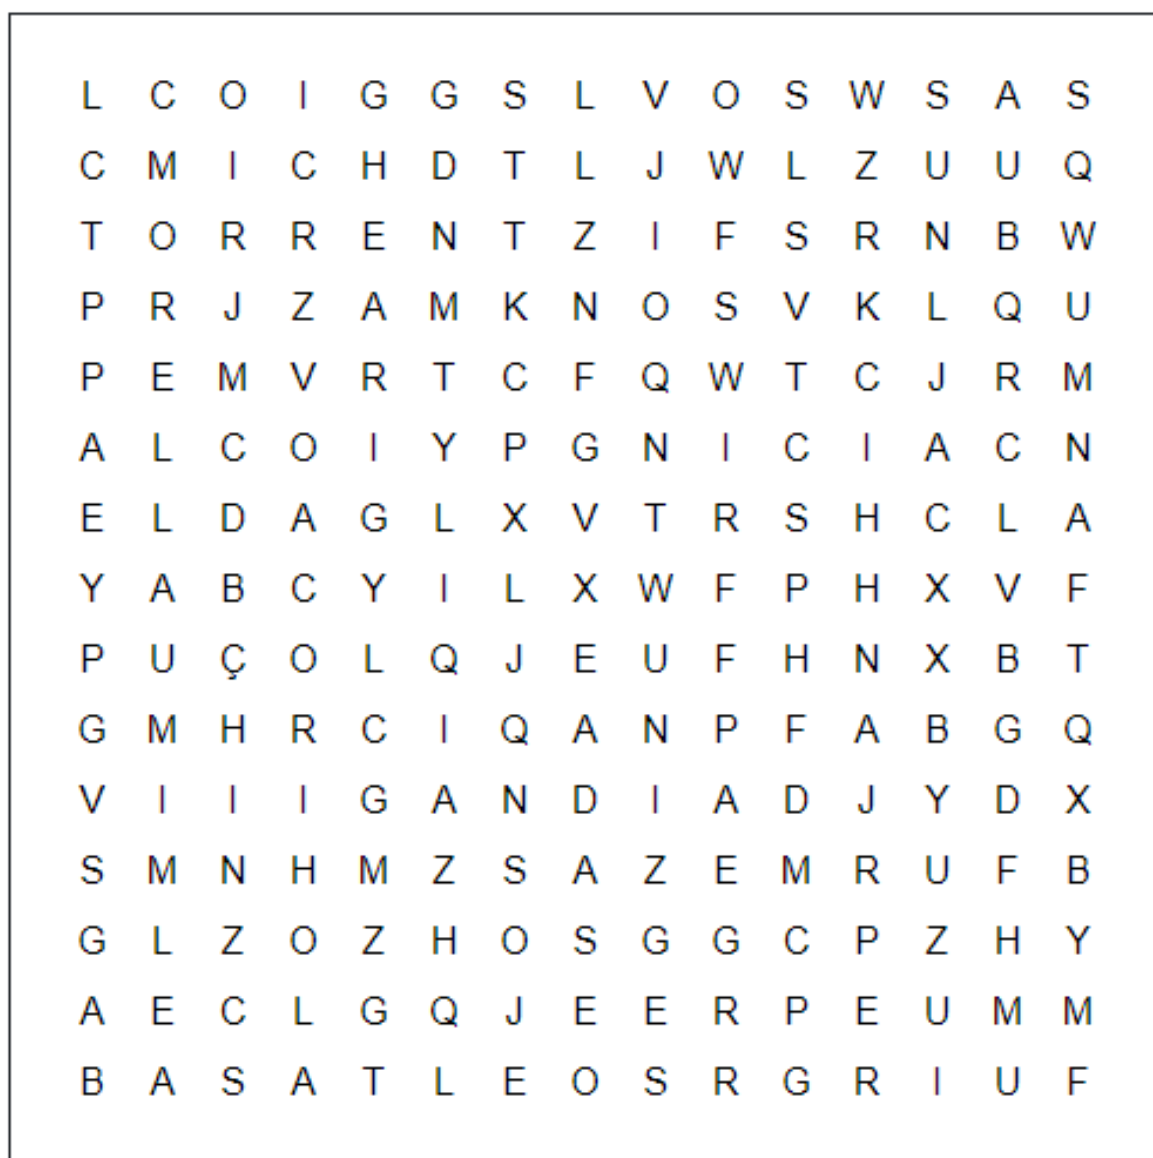 L C O I G G S L V O S W S A S
C M I C H D T L J W L Z U U Q
T O R R E N T Z I F S R N B W
P R J Z A M K N O S V K L Q U
P E M V R T C F Q W T C J R M
A L C O I Y P G N I C I A C N
E L D A G L X V T R S H C L A
Y A B C Y I L X W F P H X V F
P U Ç O L Q J E U F H N X B T
G M H R C I Q A N P F A B G Q
V I I I G A N D I A D J Y D X
S M N H M Z S A Z E M R U F B
G L Z O Z H O S G G C P Z H Y
A E C L G Q J E E R P E U M M
B A S A T L E O S R G R I U F